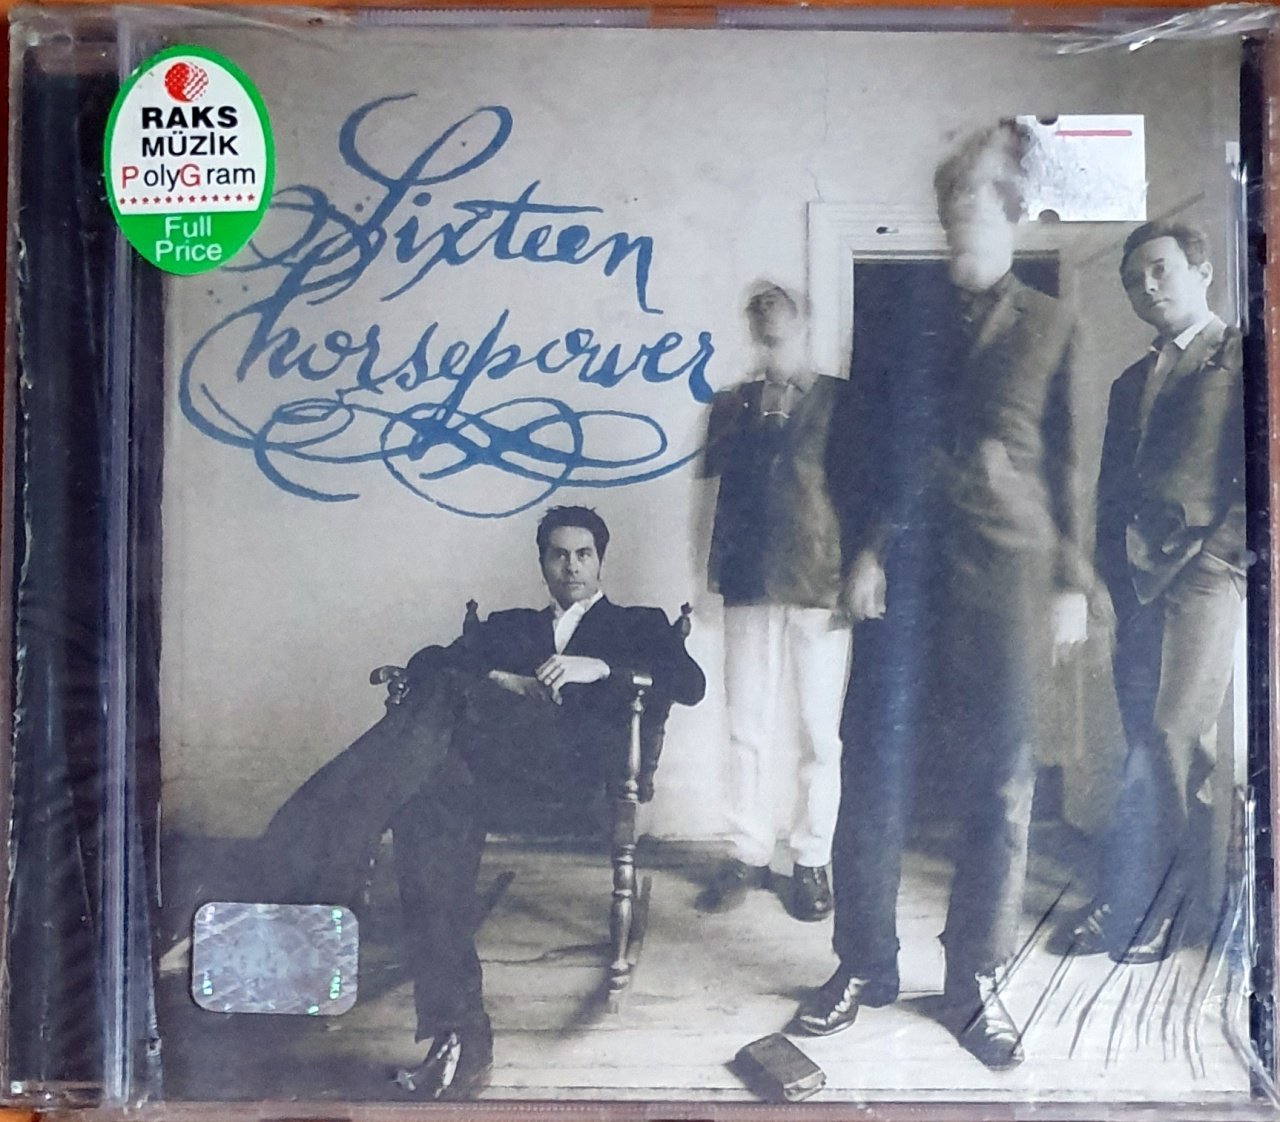 RAKS
MÜZİK
PolyGram
Full
Price
Sixteen
horsepower